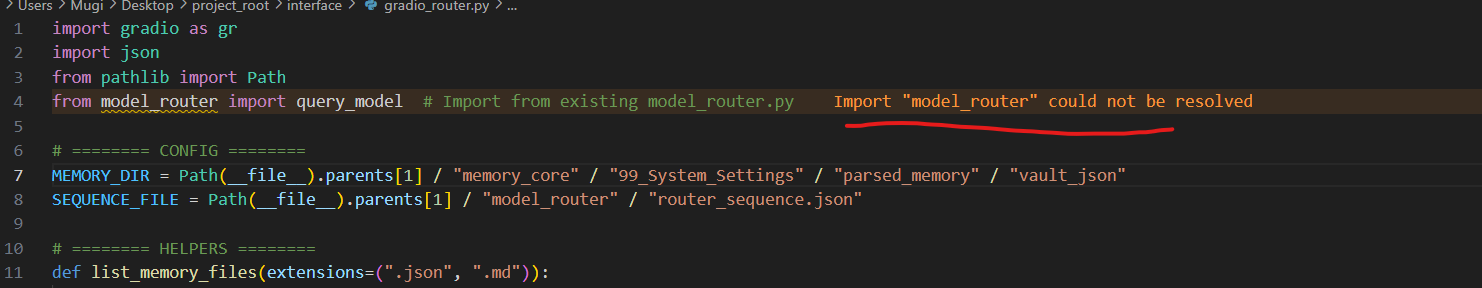 > Users > Mugi > Desktop > project_root > interface > gradio_router.py > ...
1 import gradio as gr
2 import json
3 from pathlib import Path
4 from model_router import query_model  # Import from existing model_router.py    Import "model_router" could not be resolved
5
6 # ======== CONFIG ========
7 MEMORY_DIR = Path(__file__).parents[1] / "memory_core" / "99_System_Settings" / "parsed_memory" / "vault_json"
8 SEQUENCE_FILE = Path(__file__).parents[1] / "model_router" / "router_sequence.json"
9
10 # ======== HELPERS ========
11 def list_memory_files(extensions=(".json", ".md")):